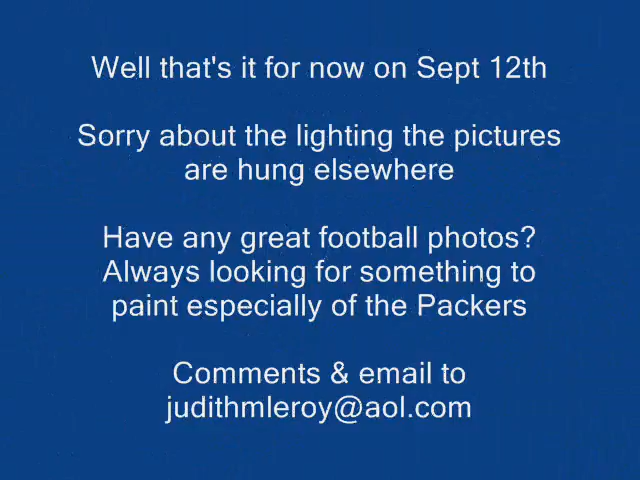 Well that's it for now on Sept 12th
Sorry about the lighting the pictures
are hung elsewhere
Have any great football photos?
Always looking for something to
paint especially of the Packers
Comments & email to
judithmleroy@aol.com